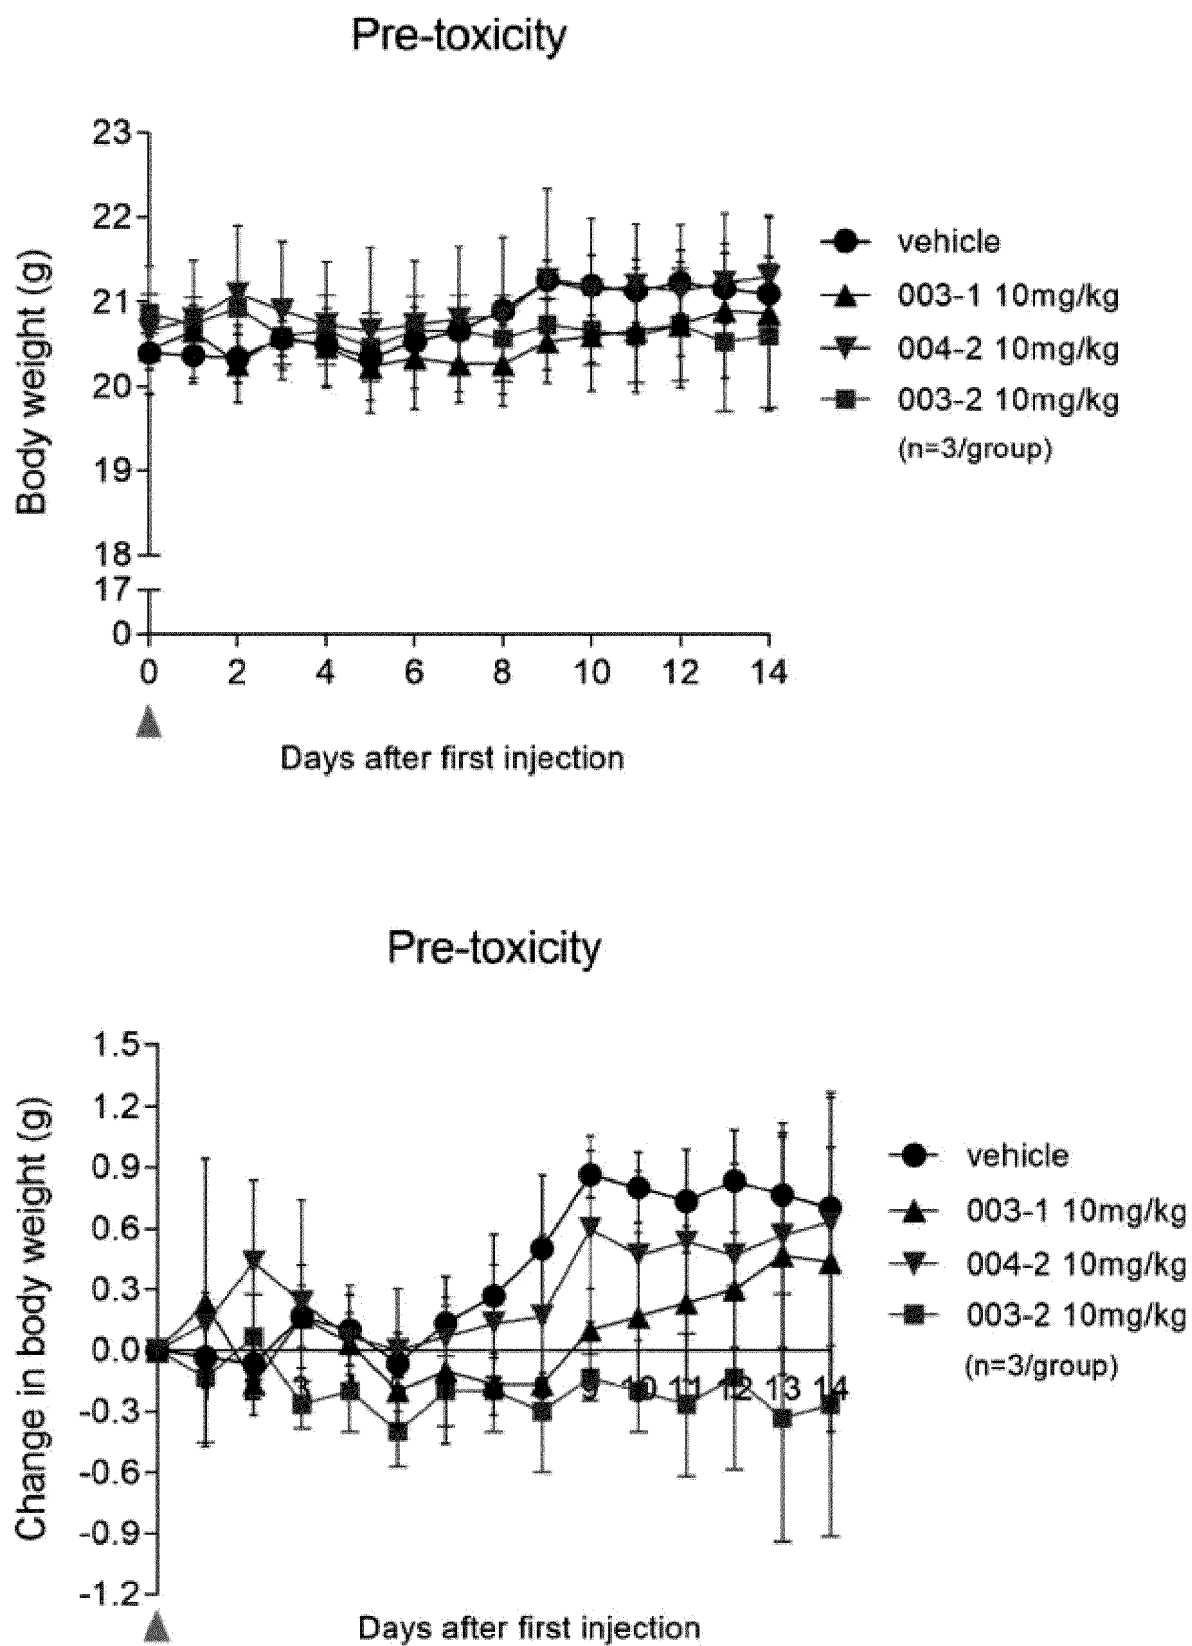 Pre-toxicity
Body weight (g)
23
22
21
20
19
18
17
0
0 2 4 6 8 10 12 14
Days after first injection
vehicle
003-1 10mg/kg
004-2 10mg/kg
003-2 10mg/kg
(n=3/group)
Pre-toxicity
Change in body weight (g)
1.5
1.2
0.9
0.6
0.3
0.0
-0.3
-0.6
-0.9
-1.2
3 9 10 11 12 13 14
Days after first injection
vehicle
003-1 10mg/kg
004-2 10mg/kg
003-2 10mg/kg
(n=3/group)